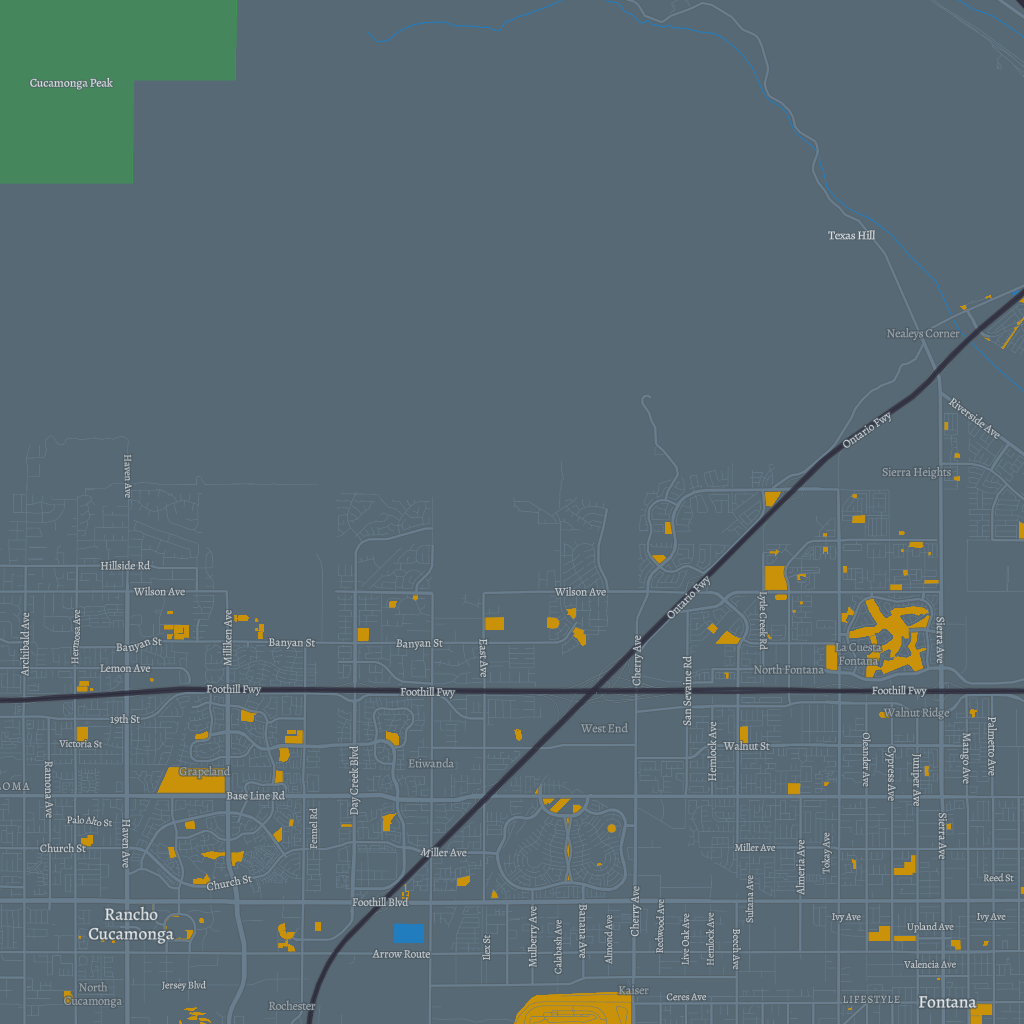 Cucamonga Peak
Texas Hill
Nealeys Corner
Riverside Ave
Ontario Fwy
Sierra Heights
Haven Ave
Hillside Rd
Wilson Ave
Wilson Ave
Ontario Fwy
Lytle Creek Rd
Archibald Ave
Hermosa Ave
Banyan St
Milliken Ave
Banyan St
Banyan St
East Ave
Cherry Ave
Sierra Ave
La Cuesta
Fontana
Lemon Ave
North Fontana
San Sevaine Rd
Foothill Fwy
Foothill Fwy
Foothill Fwy
19th St
West End
Walnut Ridge
Victoria St
Walnut St
Hemlock Ave
Palmetto Ave
Oleander Ave
Cypress Ave
Juniper Ave
Mango Ave
Grapeland
Etiwanda
Day Creek Blvd
Ramona Ave
LOMA
Base Line Rd
Palo Alto St
Fennel Rd
Haven Ave
Church St
Miller Ave
Miller Ave
Almeria Ave
Tokay Ave
Sierra Ave
Church St
Reed St
Foothill Blvd
Sultana Ave
Rancho
Cucamonga
Mulberry Ave
Calabash Ave
Banana Ave
Almond Ave
Cherry Ave
Redwood Ave
Live Oak Ave
Hemlock Ave
Beech Ave
Ivy Ave
Ivy Ave
Upland Ave
Ilex St
Arrow Route
Valencia Ave
Jersey Blvd
North
Cucamonga
Rochester
Kaiser
Ceres Ave
LIFESTYLE
Fontana